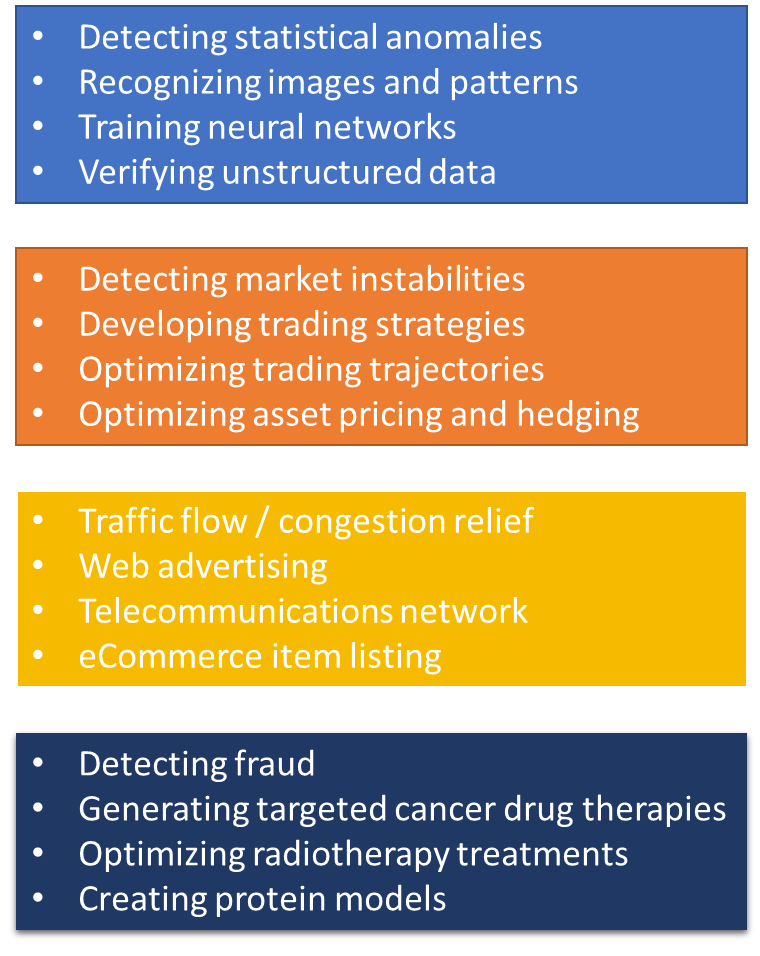 • Detecting statistical anomalies
• Recognizing images and patterns
• Training neural networks
• Verifying unstructured data
• Detecting market instabilities
• Developing trading strategies
• Optimizing trading trajectories
• Optimizing asset pricing and hedging
• Traffic flow / congestion relief
• Web advertising
• Telecommunications network
• eCommerce item listing
• Detecting fraud
• Generating targeted cancer drug therapies
• Optimizing radiotherapy treatments
• Creating protein models